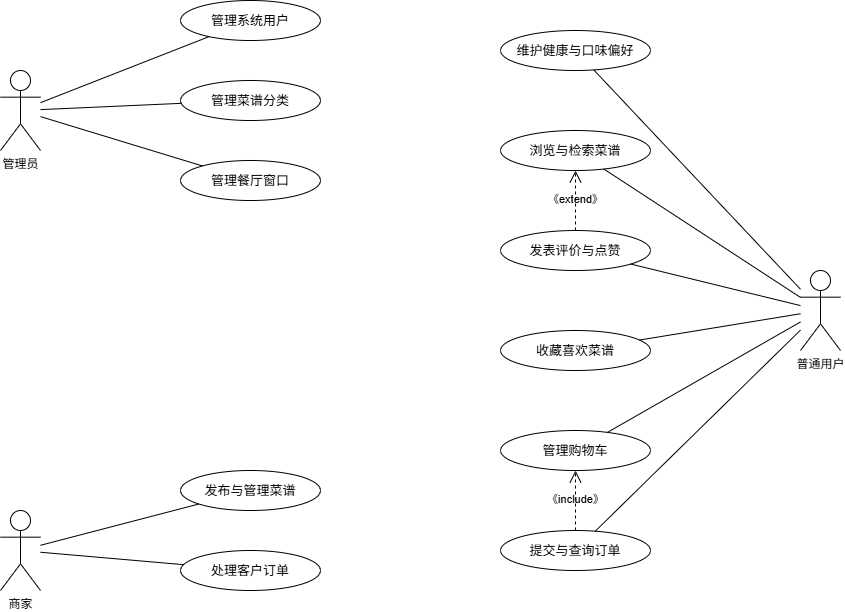 管理系统用户
管理菜谱分类
管理员
管理餐厅窗口
维护健康与口味偏好
浏览与检索菜谱
《extend》
发表评价与点赞
收藏喜欢菜谱
普通用户
管理购物车
《include》
提交与查询订单
发布与管理菜谱
处理客户订单
商家